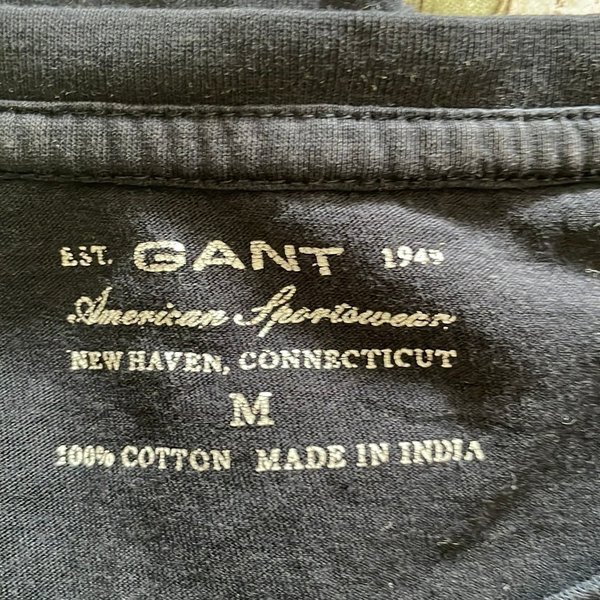 EST. GANT 1949
American Sportswear
NEW HAVEN, CONNECTICUT
M
100% COTTON MADE IN INDIA